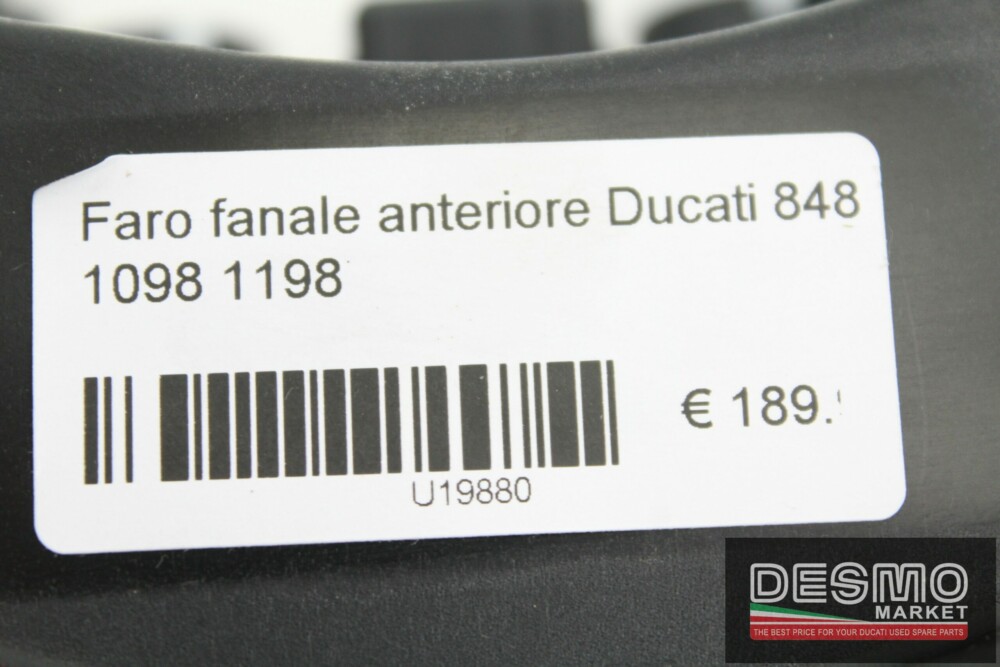 Faro fanale anteriore Ducati 848
1098 1198
€ 189.
U19880
DESMO
MARKET
THE BEST PRICE FOR YOUR DUCATI USED SPARE PARTS